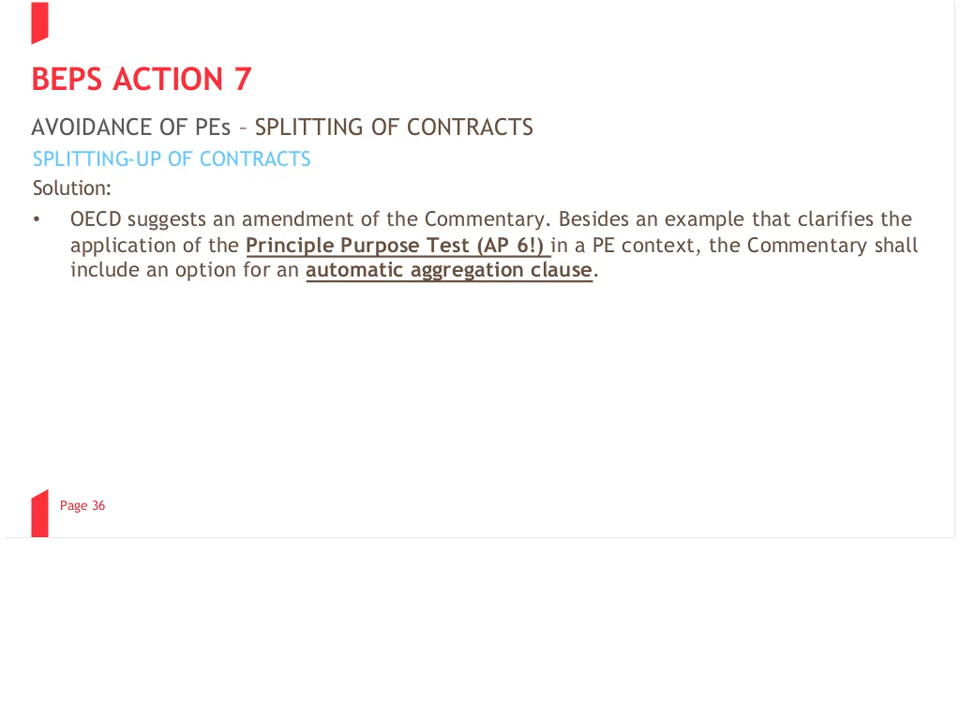 BEPS ACTION 7
AVOIDANCE OF PEs – SPLITTING OF CONTRACTS
SPLITTING-UP OF CONTRACTS
Solution:
• OECD suggests an amendment of the Commentary. Besides an example that clarifies the
application of the Principle Purpose Test (AP 6!) in a PE context, the Commentary shall
include an option for an automatic aggregation clause.
Page 36